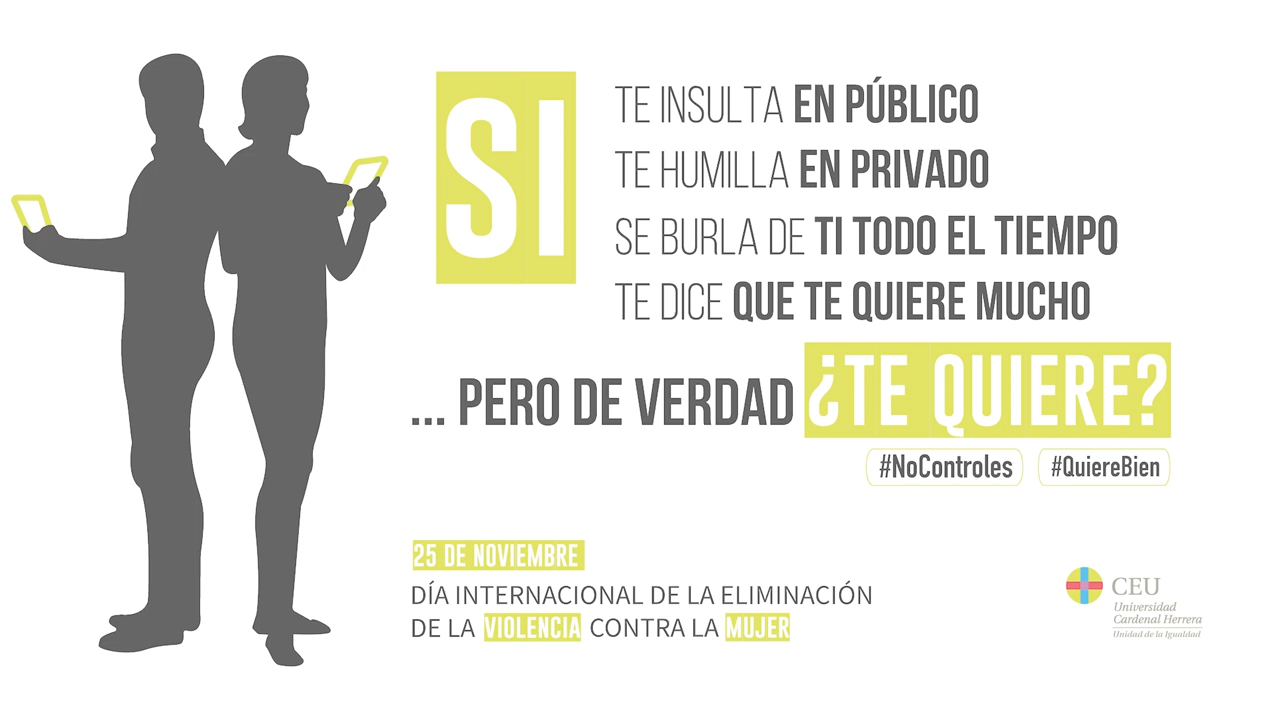 SI
TE INSULTA EN PÚBLICO
TE HUMILLA EN PRIVADO
SE BURLA DE TI TODO EL TIEMPO
TE DICE QUE TE QUIERE MUCHO
... PERO DE VERDAD ¿TE QUIERE?
#NoControles #QuiereBien
25 DE NOVIEMBRE
DÍA INTERNACIONAL DE LA ELIMINACIÓN
DE LA VIOLENCIA CONTRA LA MUJER
CEU
Universidad
Cardenal Herrera
Unidad de la Igualdad